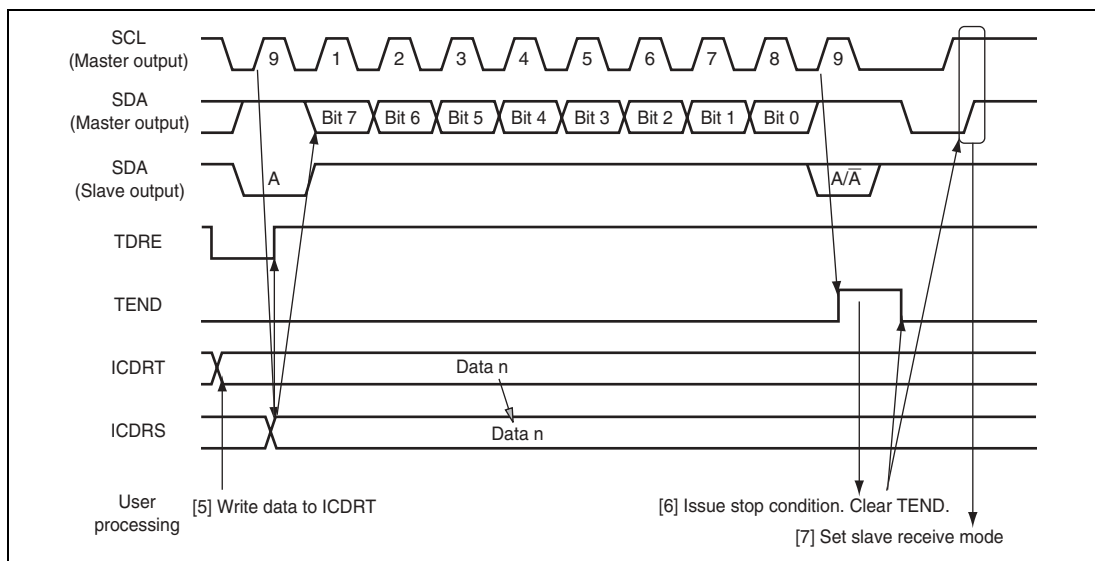 SCL
(Master output)
9 1 2 3 4 5 6 7 8 9
SDA
(Master output)
Bit 7 Bit 6 Bit 5 Bit 4 Bit 3 Bit 2 Bit 1 Bit 0
SDA
(Slave output)
A A/A̅
TDRE
TEND
ICDRT
Data n
ICDRS
Data n
User
processing
[5] Write data to ICDRT
[6] Issue stop condition. Clear TEND.
[7] Set slave receive mode